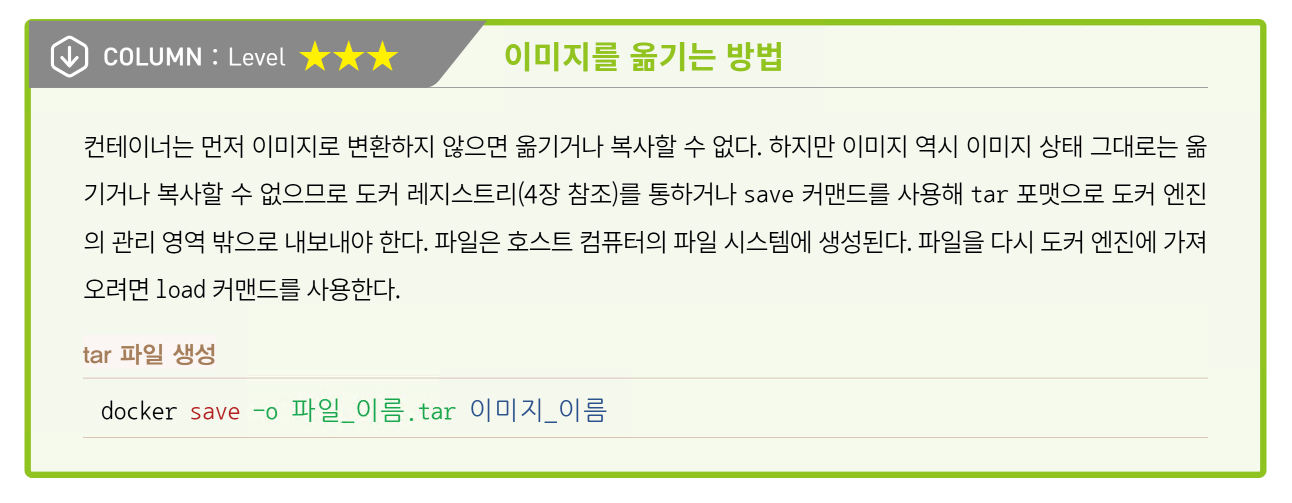 COLUMN : Level ★★★ 이미지를 옮기는 방법
컨테이너는 먼저 이미지로 변환하지 않으면 옮기거나 복사할 수 없다. 하지만 이미지 역시 이미지 상태 그대로는 옮
기거나 복사할 수 없으므로 도커 레지스트리(4장 참조)를 통하거나 save 커맨드를 사용해 tar 포맷으로 도커 엔진
의 관리 영역 밖으로 내보내야 한다. 파일은 호스트 컴퓨터의 파일 시스템에 생성된다. 파일을 다시 도커 엔진에 가져
오려면 load 커맨드를 사용한다.
tar 파일 생성
docker save -o 파일_이름.tar 이미지_이름